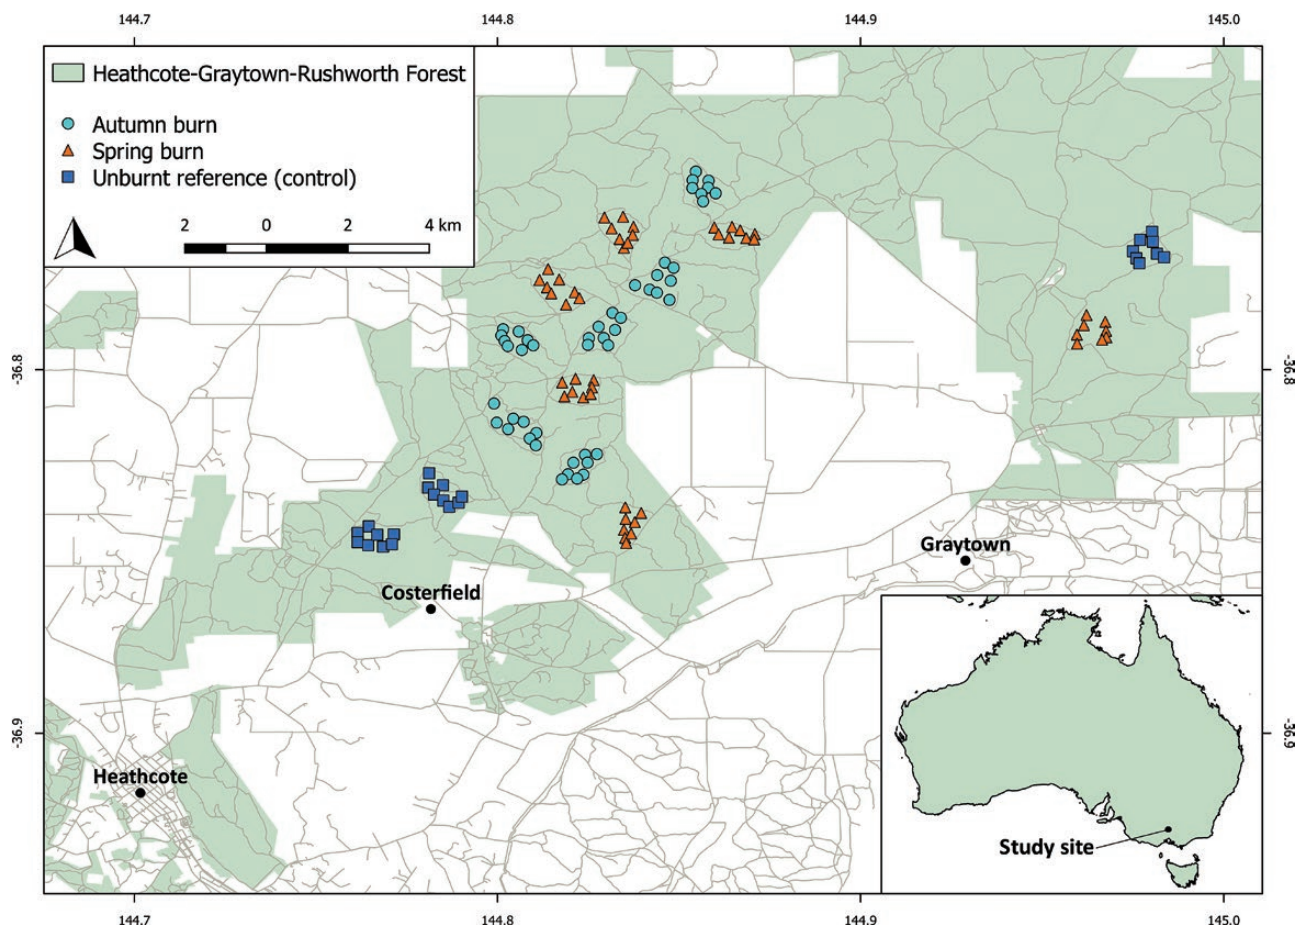 144.7 144.8 144.9 145.0
Heathcote-Graytown-Rushworth Forest
Autumn burn
Spring burn
Unburnt reference (control)
2 0 2 4 km
-36.8 -36.8
Graytown
Costerfield
-36.9 -36.9
Heathcote
Study site
144.7 144.8 144.9 145.0